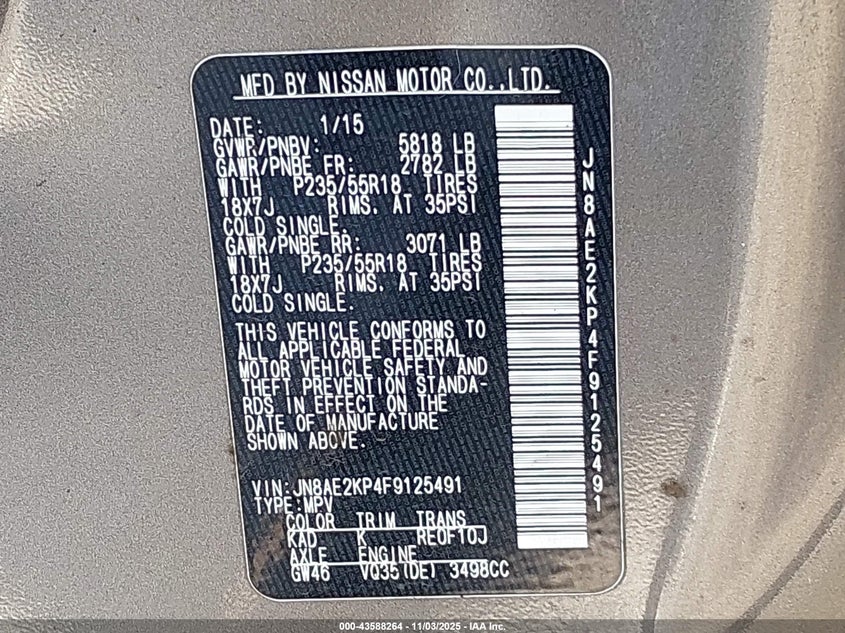 MFD BY NISSAN MOTOR CO.,LTD.
DATE: 1/15
GVWR/PNBV: 5818 LB
GAWR/PNBE FR: 2782 LB
WITH P235/55R18 TIRES
18X7J RIMS. AT 35PSI
COLD SINGLE.
GAWR/PNBE RR: 3071 LB
WITH P235/55R18 TIRES
18X7J RIMS. AT 35PSI
COLD SINGLE.
THIS VEHICLE CONFORMS TO
ALL APPLICABLE FEDERAL
MOTOR VEHICLE SAFETY AND
THEFT PREVENTION STANDA-
RDS IN EFFECT ON THE
DATE OF MANUFACTURE
SHOWN ABOVE.
VIN:JN8AE2KP4F9125491
TYPE:MPV
COLOR TRIM TRANS
KAD K RE0F10J
AXLE ENGINE
GW46 VQ35(DE) 3498CC
JN8AE2KP4F9125491
000-43588264 - 11/03/2025 - IAA Inc.